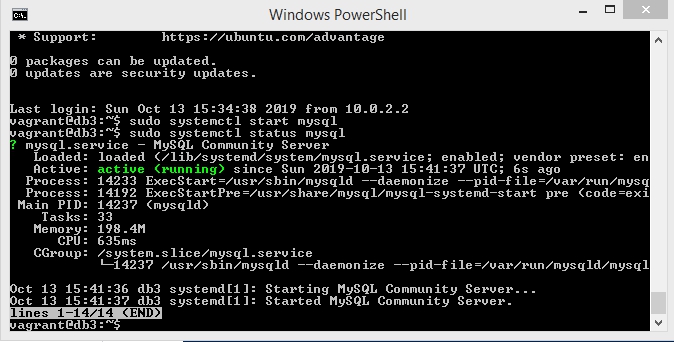 Windows PowerShell
* Support:        https://ubuntu.com/advantage
0 packages can be updated.
0 updates are security updates.
Last login: Sun Oct 13 15:34:38 2019 from 10.0.2.2
vagrant@db3:~$ sudo systemctl start mysql
vagrant@db3:~$ sudo systemctl status mysql
? mysql.service - MySQL Community Server
   Loaded: loaded (/lib/systemd/system/mysql.service; enabled; vendor preset: en
   Active: active (running) since Sun 2019-10-13 15:41:37 UTC; 6s ago
  Process: 14233 ExecStart=/usr/sbin/mysqld --daemonize --pid-file=/var/run/mysq
  Process: 14192 ExecStartPre=/usr/share/mysql/mysql-systemd-start pre (code=exi
 Main PID: 14237 (mysqld)
    Tasks: 33
   Memory: 198.4M
      CPU: 635ms
   CGroup: /system.slice/mysql.service
           └─14237 /usr/sbin/mysqld --daemonize --pid-file=/var/run/mysqld/mysql
Oct 13 15:41:36 db3 systemd[1]: Starting MySQL Community Server...
Oct 13 15:41:37 db3 systemd[1]: Started MySQL Community Server.
lines 1-14/14 (END)
vagrant@db3:~$